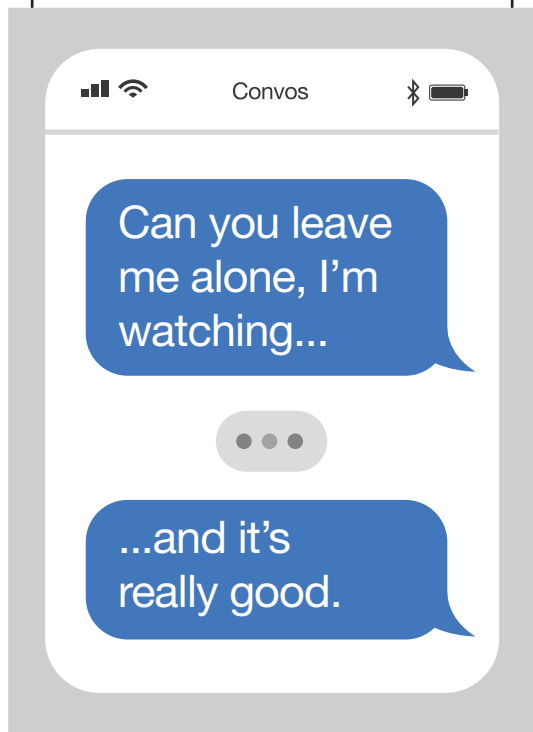 Convos
Can you leave
me alone, I’m
watching...
...and it’s
really good.